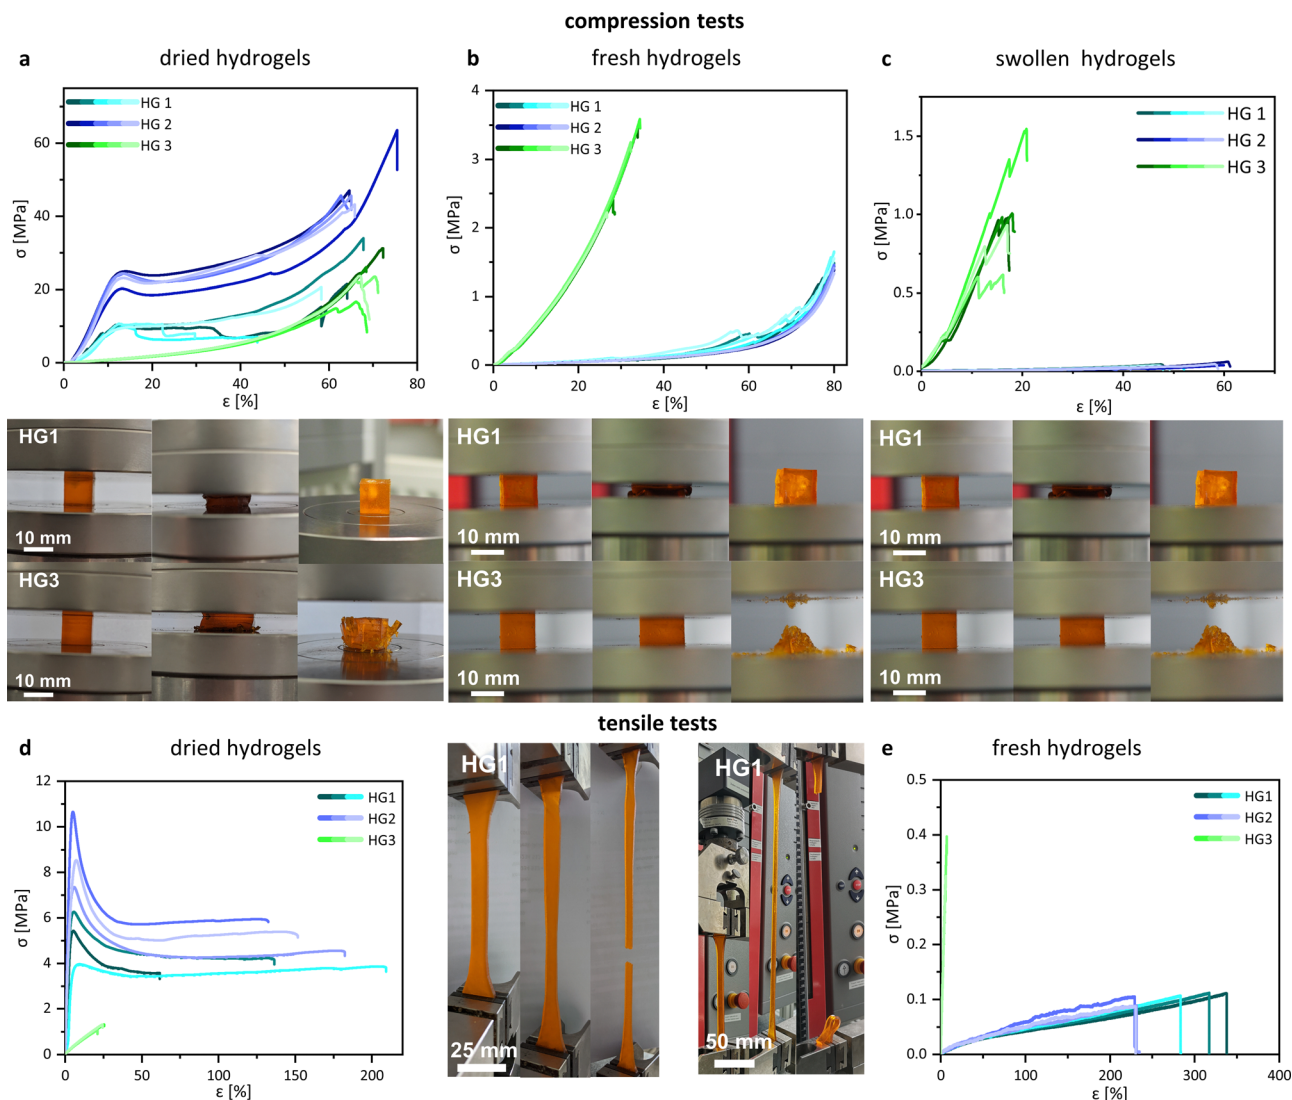 compression tests
a dried hydrogels
b fresh hydrogels
c swollen hydrogels
HG 1
HG 2
HG 3
σ [MPa]
60
40
20
0
0 20 40 60 80
ε [%]
HG 1
HG 2
HG 3
σ [MPa]
4
3
2
1
0
0 20 40 60 80
ε [%]
HG 1
HG 2
HG 3
σ [MPa]
1.5
1.0
0.5
0.0
0 20 40 60
ε [%]
HG1
10 mm
HG3
10 mm
HG1
10 mm
HG3
10 mm
HG1
10 mm
HG3
10 mm
tensile tests
d dried hydrogels
HG1
HG2
HG3
σ [MPa]
12
10
8
6
4
2
0
0 50 100 150 200
ε [%]
HG1
25 mm
HG1
50 mm
e fresh hydrogels
HG1
HG2
HG3
σ [MPa]
0.5
0.4
0.3
0.2
0.1
0.0
0 100 200 300 400
ε [%]